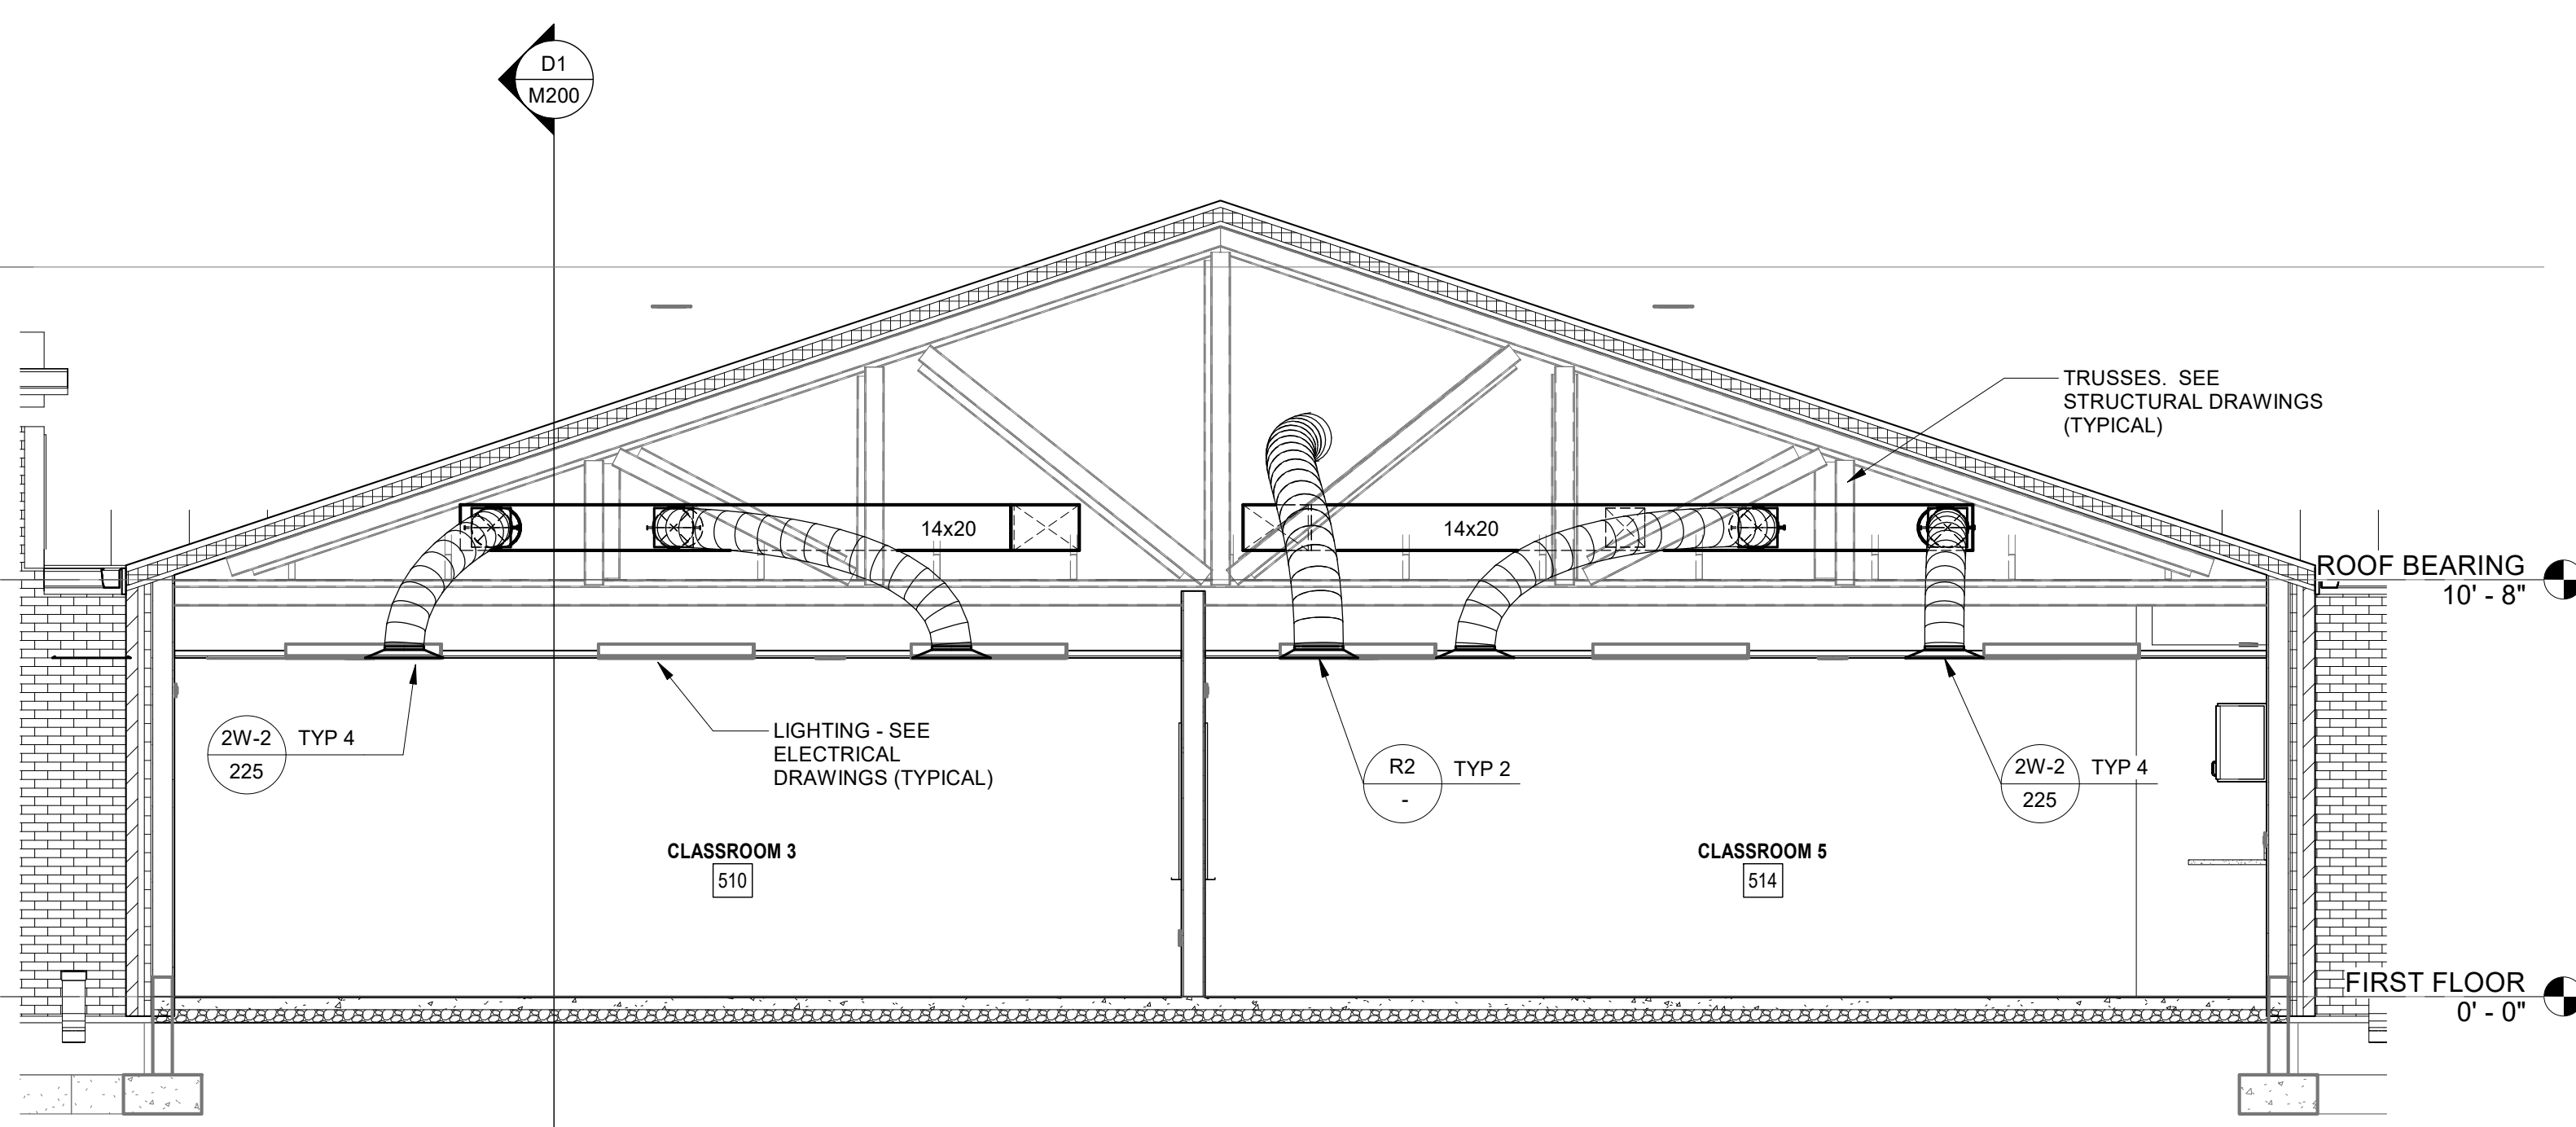 D1
M200
TRUSSES. SEE
STRUCTURAL DRAWINGS
(TYPICAL)
14x20
14x20
ROOF BEARING
10' - 8"
2W-2 TYP 4
225
LIGHTING - SEE
ELECTRICAL
DRAWINGS (TYPICAL)
R2 TYP 2
-
2W-2 TYP 4
225
CLASSROOM 3
510
CLASSROOM 5
514
FIRST FLOOR
0' - 0"